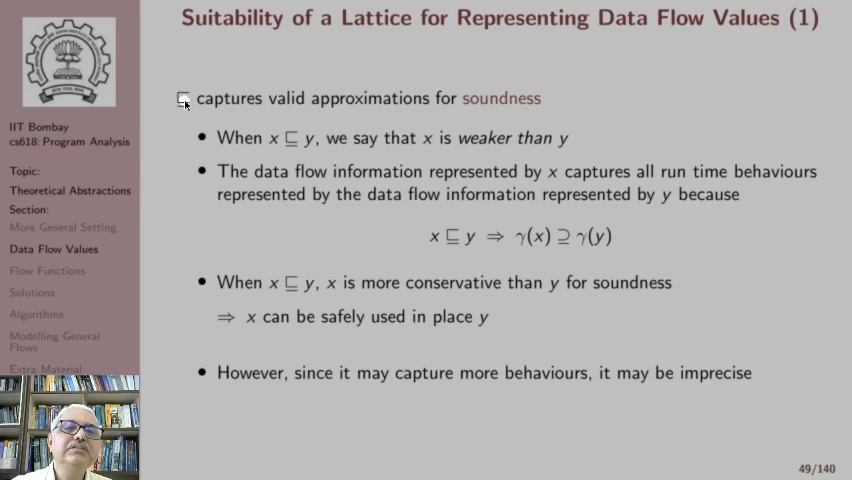 Suitability of a Lattice for Representing Data Flow Values (1)
IIT Bombay
cs618: Program Analysis
Topic:
Theoretical Abstractions
Section:
More General Setting
Data Flow Values
Flow Functions
Solutions
Algorithms
Modelling General
Flows
Extra Material
⊑ captures valid approximations for soundness
• When x ⊑ y, we say that x is weaker than y
• The data flow information represented by x captures all run time behaviours
represented by the data flow information represented by y because
x ⊑ y ⇒ γ(x) ⊇ γ(y)
• When x ⊑ y, x is more conservative than y for soundness
⇒ x can be safely used in place y
• However, since it may capture more behaviours, it may be imprecise
49/140